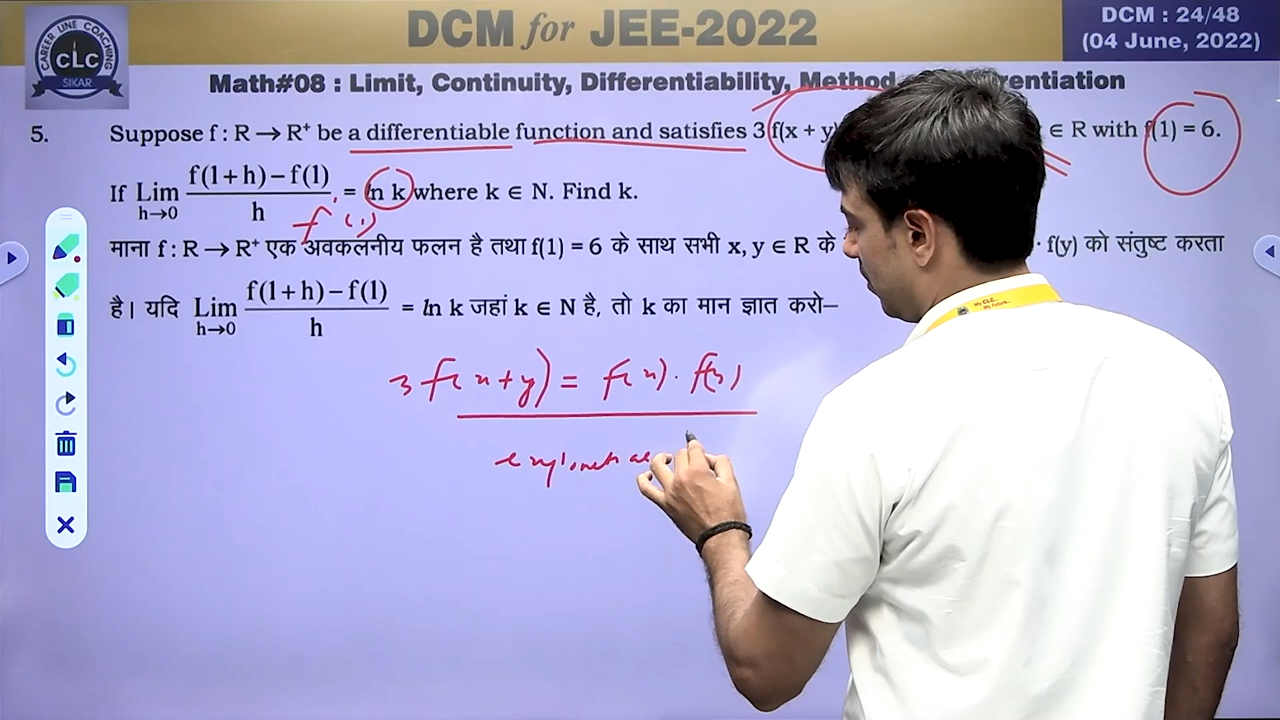 DCM for JEE-2022
DCM : 24/48
(04 June, 2022)
CAREER LINE COACHING
CLC
SIKAR
Math#08 : Limit, Continuity, Differentiability, Method entiation
5. Suppose f : R → R⁺ be a differentiable function and satisfies 3 f(x + y) ∈ R with f(1) = 6.
If Lim h→0 f(1+h)−f(1) / h = ln k where k ∈ N. Find k.
f'(1)
माना f : R → R⁺ एक अवकलनीय फलन है तथा f(1) = 6 के साथ सभी x, y ∈ R के · f(y) को संतुष्ट करता
है। यदि Lim h→0 f(1+h)−f(1) / h = ln k जहां k ∈ N है, तो k का मान ज्ञात करो–
3 f(x+y) = f(x) . f(y)
My CLC..